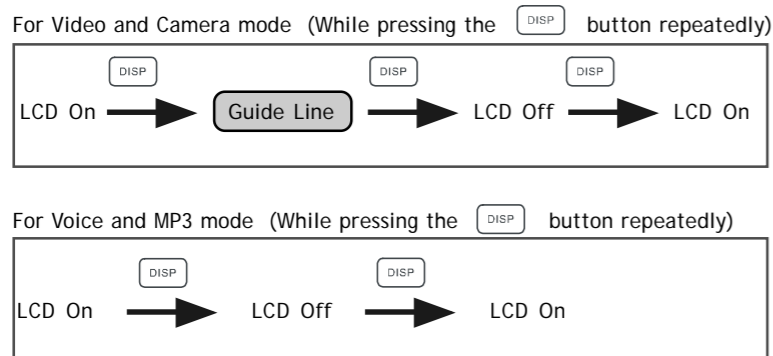 For Video and Camera mode (While pressing the DISP button repeatedly)
DISP DISP DISP
LCD On Guide Line LCD Off LCD On
For Voice and MP3 mode (While pressing the DISP button repeatedly)
DISP DISP
LCD On LCD Off LCD On